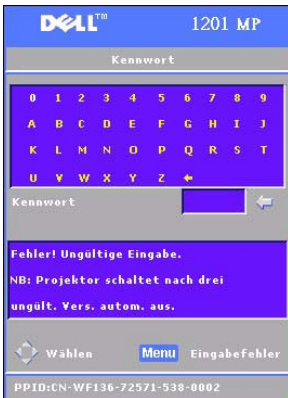 DELL™ 1201 MP
Kennwort
0 1 2 3 4 5 6 7 8 9
A B C D E F G H I J
K L M N O P Q R S T
U V W X Y Z
Kennwort
Fehler! Ungültige Eingabe.
NB: Projektor schaltet nach drei
ungült. Vers. autom. aus.
Wählen Menu Eingabefehler
PPID:CN-WF136-72571-538-0002